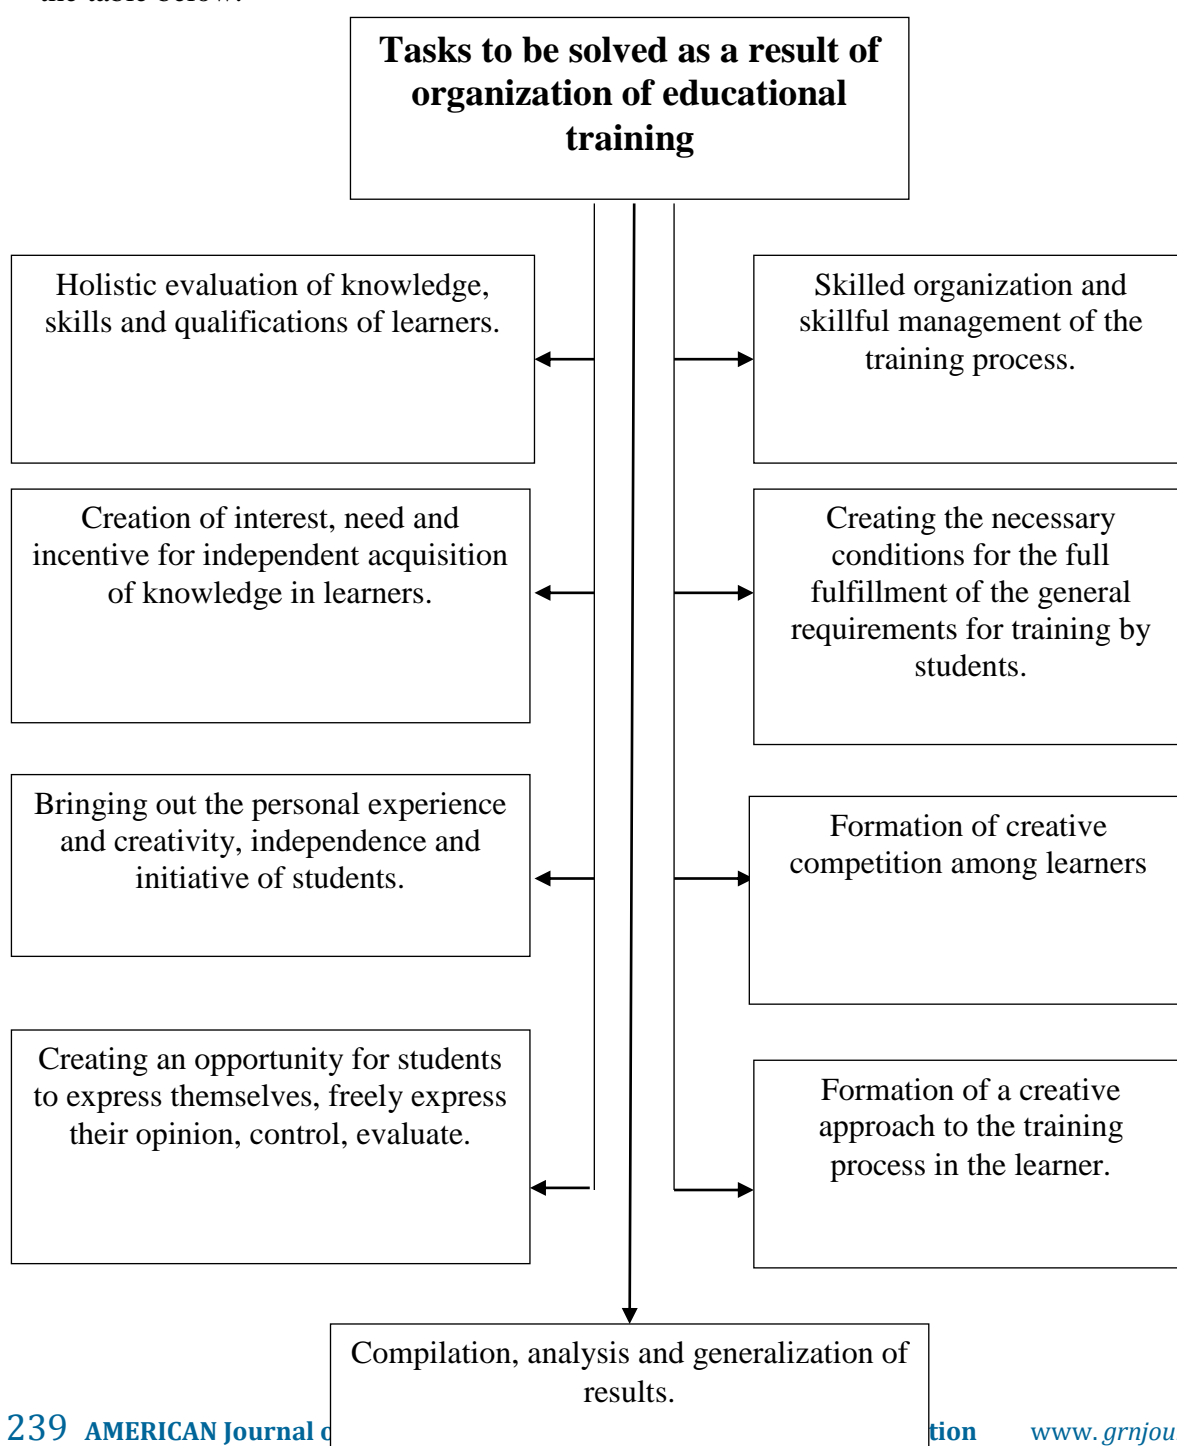 the table below.
Tasks to be solved as a result of
organization of educational
training
Holistic evaluation of knowledge,
skills and qualifications of learners.
Skilled organization and
skillful management of the
training process.
Creation of interest, need and
incentive for independent acquisition
of knowledge in learners.
Creating the necessary
conditions for the full
fulfillment of the general
requirements for training by
students.
Bringing out the personal experience
and creativity, independence and
initiative of students.
Formation of creative
competition among learners
Creating an opportunity for students
to express themselves, freely express
their opinion, control, evaluate.
Formation of a creative
approach to the training
process in the learner.
Compilation, analysis and generalization of
results.
239 AMERICAN Journal www.